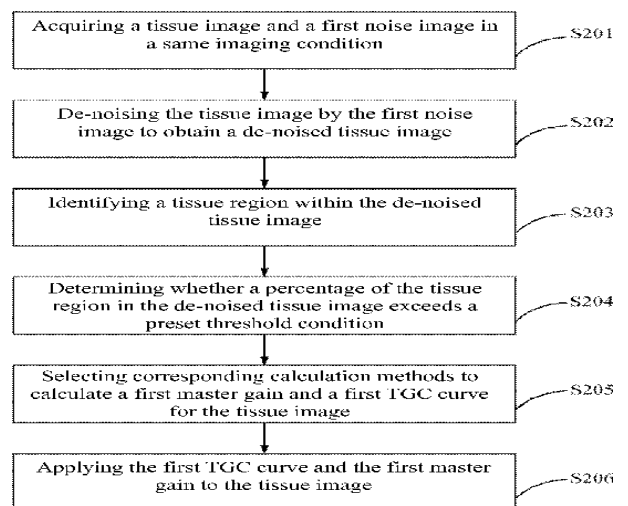 Acquiring a tissue image and a first noise image in
a same imaging condition
S201
De-noising the tissue image by the first noise
image to obtain a de-noised tissue image
S202
Identifying a tissue region within the de-noised
tissue image
S203
Determining whether a percentage of the tissue
region in the de-noised tissue image exceeds a
preset threshold condition
S204
Selecting corresponding calculation methods to
calculate a first master gain and a first TGC curve
for the tissue image
S205
Applying the first TGC curve and the first master
gain to the tissue image
S206